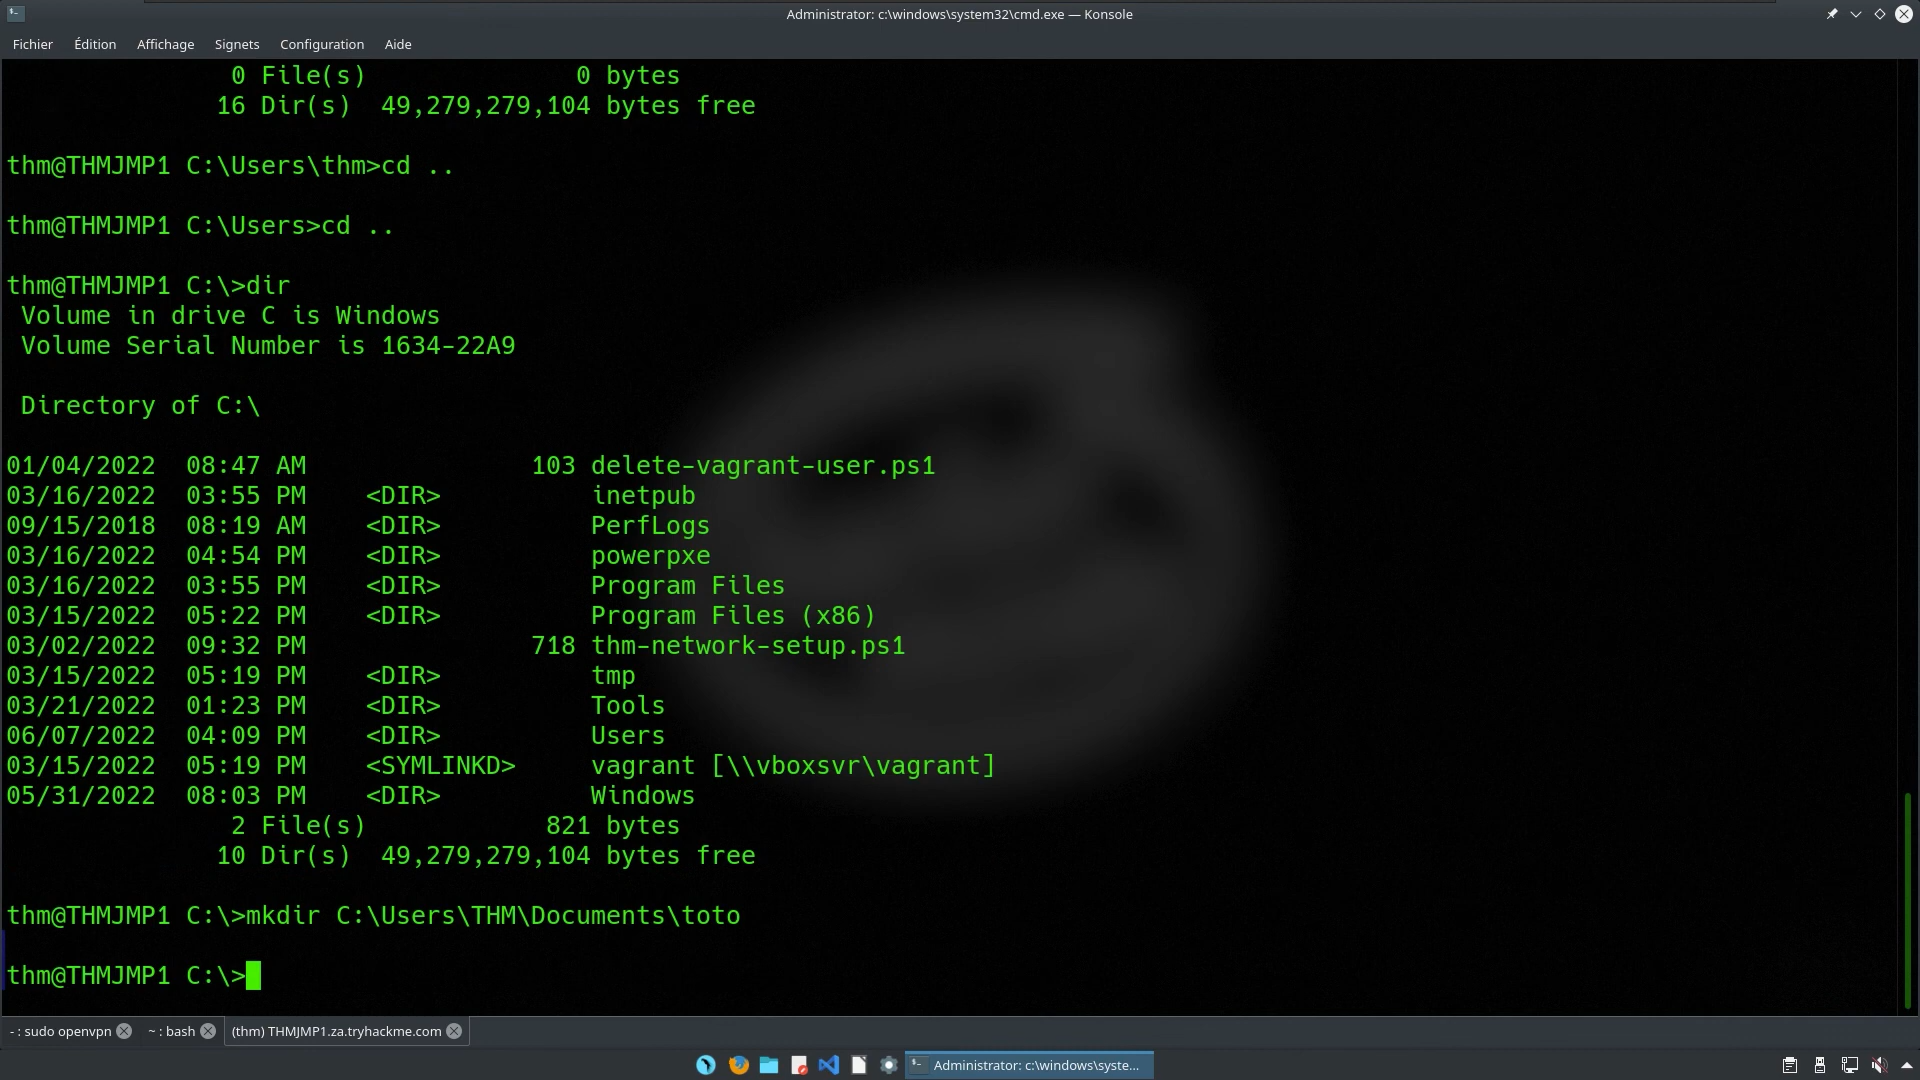 Administrator: c:\windows\system32\cmd.exe — Konsole
Fichier Édition Affichage Signets Configuration Aide
0 File(s) 0 bytes
16 Dir(s) 49,279,279,104 bytes free
thm@THMJMP1 C:\Users\thm>cd ..
thm@THMJMP1 C:\Users>cd ..
thm@THMJMP1 C:\>dir
Volume in drive C is Windows
Volume Serial Number is 1634-22A9
Directory of C:\
01/04/2022 08:47 AM 103 delete-vagrant-user.ps1
03/16/2022 03:55 PM <DIR> inetpub
09/15/2018 08:19 AM <DIR> PerfLogs
03/16/2022 04:54 PM <DIR> powerpxe
03/16/2022 03:55 PM <DIR> Program Files
03/15/2022 05:22 PM <DIR> Program Files (x86)
03/02/2022 09:32 PM 718 thm-network-setup.ps1
03/15/2022 05:19 PM <DIR> tmp
03/21/2022 01:23 PM <DIR> Tools
06/07/2022 04:09 PM <DIR> Users
03/15/2022 05:19 PM <SYMLINKD> vagrant [\\vboxsvr\vagrant]
05/31/2022 08:03 PM <DIR> Windows
2 File(s) 821 bytes
10 Dir(s) 49,279,279,104 bytes free
thm@THMJMP1 C:\>mkdir C:\Users\THM\Documents\toto
thm@THMJMP1 C:\>
- : sudo openvpn ~ : bash (thm) THMJMP1.za.tryhackme.com
Administrator: c:\windows\syste...